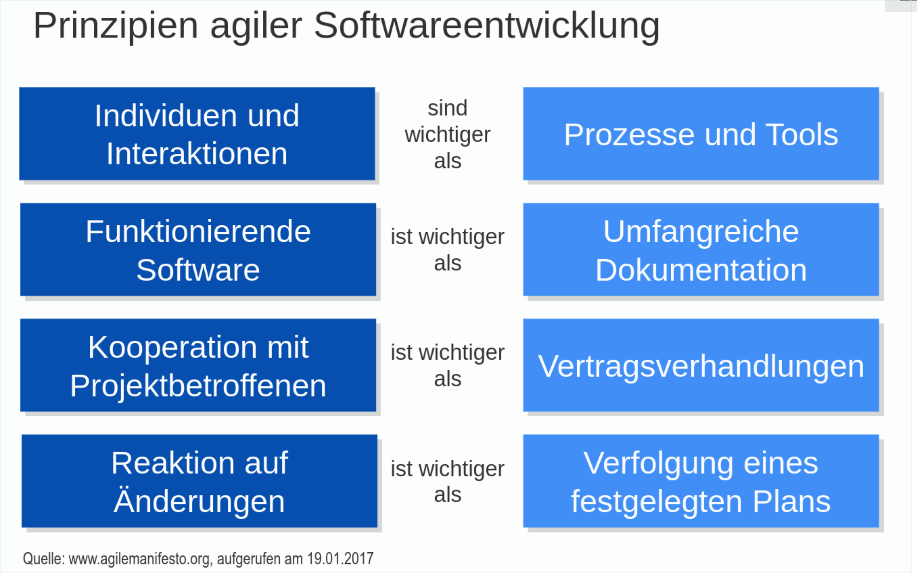 Prinzipien agiler Softwareentwicklung
Individuen und
Interaktionen
sind
wichtiger
als
Prozesse und Tools
Funktionierende
Software
ist wichtiger
als
Umfangreiche
Dokumentation
Kooperation mit
Projektbetroffenen
ist wichtiger
als
Vertragsverhandlungen
Reaktion auf
Änderungen
ist wichtiger
als
Verfolgung eines
festgelegten Plans
Quelle: www.agilemanifesto.org, aufgerufen am 19.01.2017